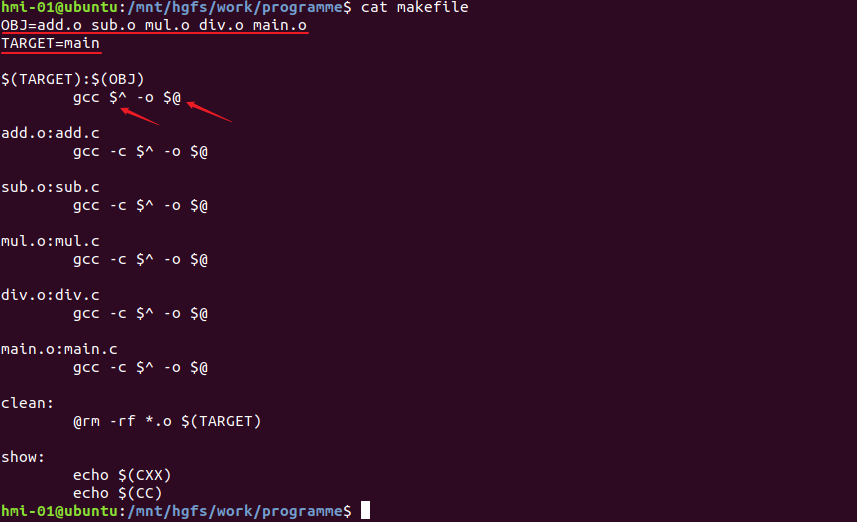 hmi-01@ubuntu:/mnt/hgfs/work/programme$ cat makefile
OBJ=add.o sub.o mul.o div.o main.o
TARGET=main
$(TARGET):$(OBJ)
gcc $^ -o $@
add.o:add.c
gcc -c $^ -o $@
sub.o:sub.c
gcc -c $^ -o $@
mul.o:mul.c
gcc -c $^ -o $@
div.o:div.c
gcc -c $^ -o $@
main.o:main.c
gcc -c $^ -o $@
clean:
@rm -rf *.o $(TARGET)
show:
echo $(CXX)
echo $(CC)
hmi-01@ubuntu:/mnt/hgfs/work/programme$